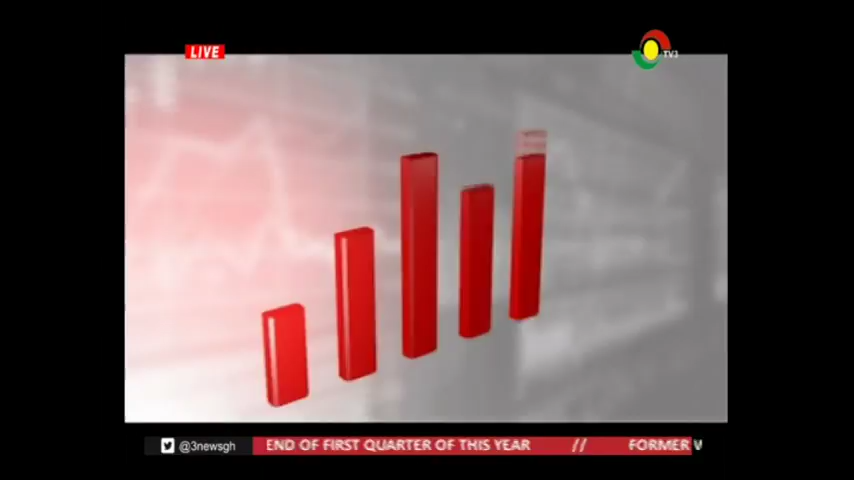 LIVE
TV3
@3newsgh
END OF FIRST QUARTER OF THIS YEAR // FORMER